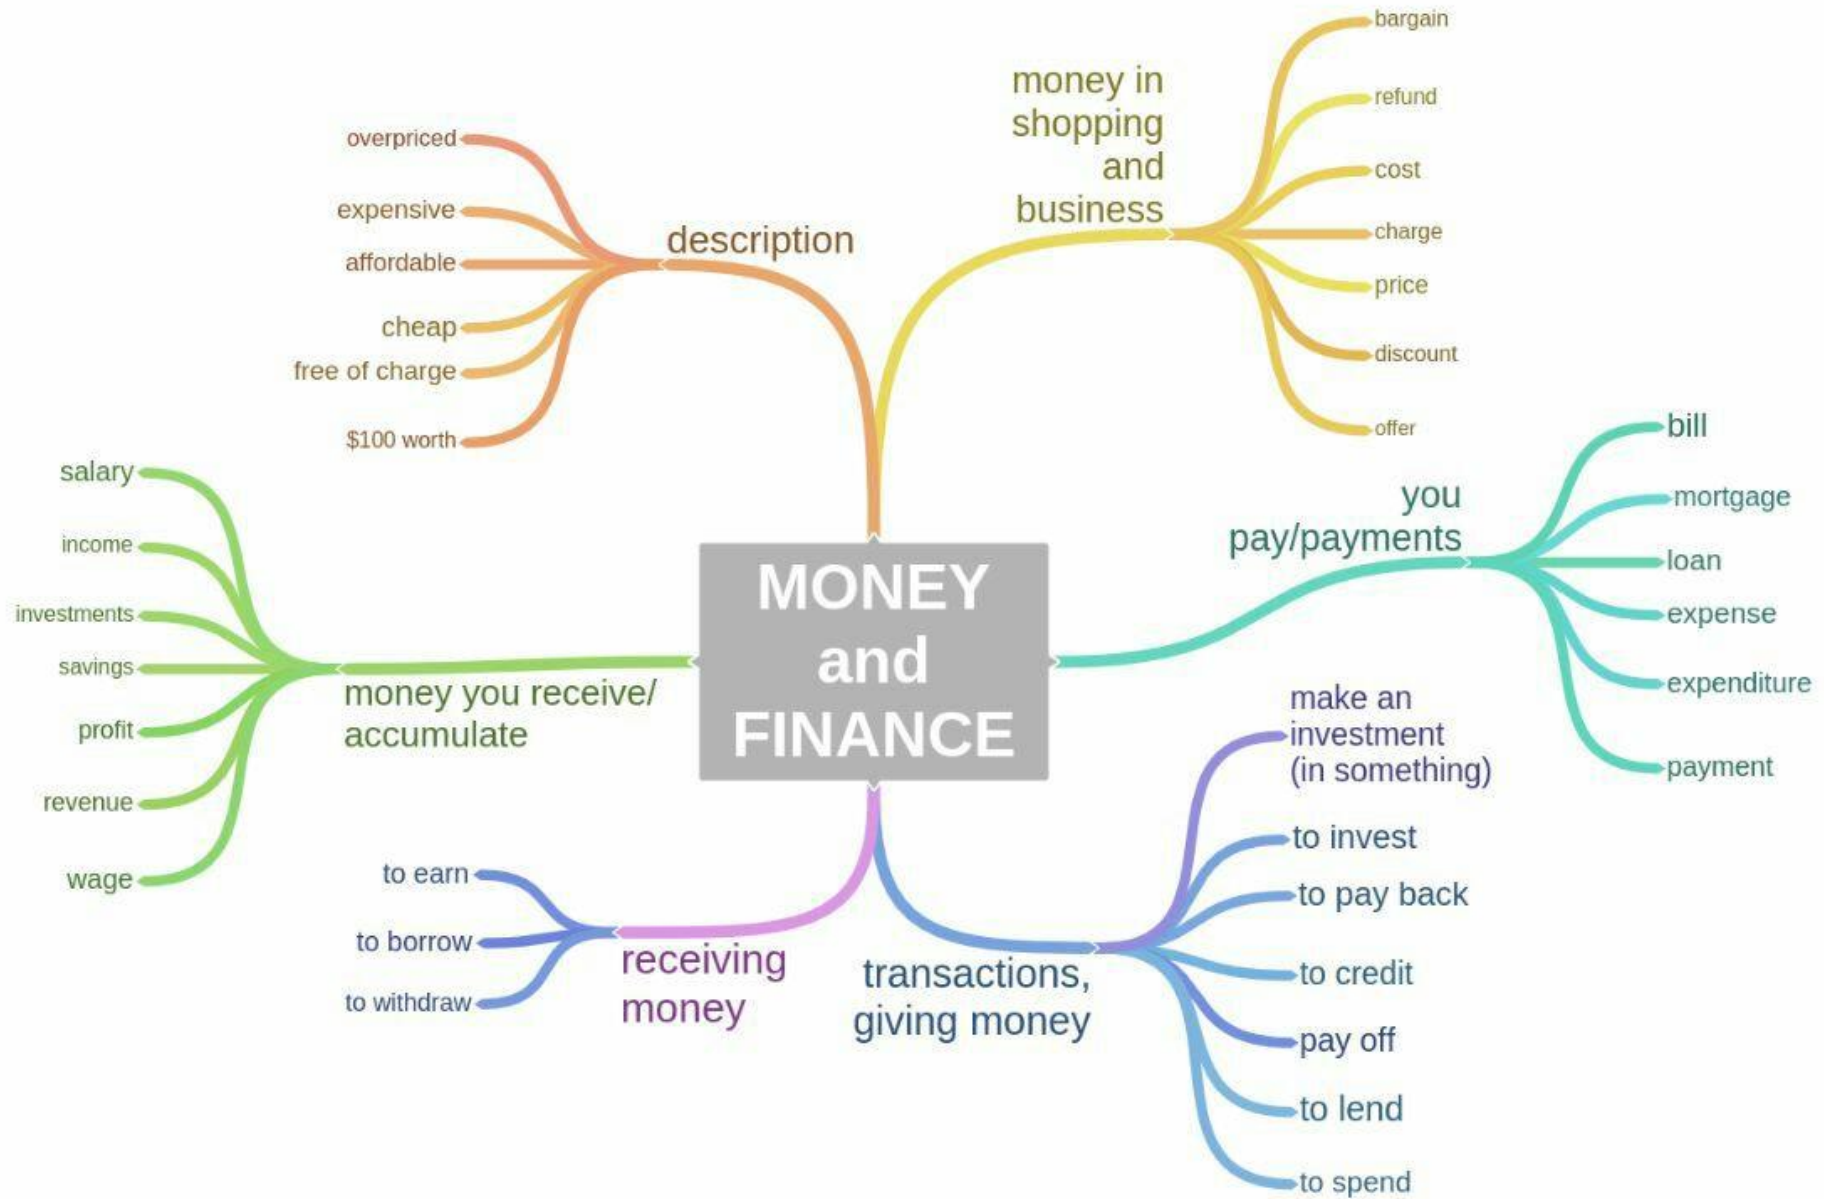 MONEY
and
FINANCE
description
overpriced
expensive
affordable
cheap
free of charge
$100 worth
money in
shopping
and
business
bargain
refund
cost
charge
price
discount
offer
you
pay/payments
bill
mortgage
loan
expense
expenditure
payment
money you receive/
accumulate
salary
income
investments
savings
profit
revenue
wage
receiving
money
to earn
to borrow
to withdraw
transactions,
giving money
make an
investment
(in something)
to invest
to pay back
to credit
pay off
to lend
to spend